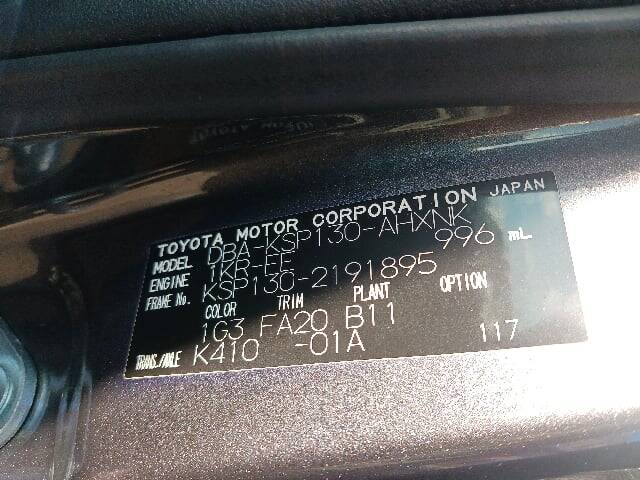 TOYOTA MOTOR CORPORATION JAPAN
MODEL DBA-KSP130-AHXNK
ENGINE 1KR-FE 996 mL
FRAME No. KSP130-2191895
COLOR TRIM PLANT OPTION
1G3 FA20 B11
TRANS./AXLE K410 -01A 117